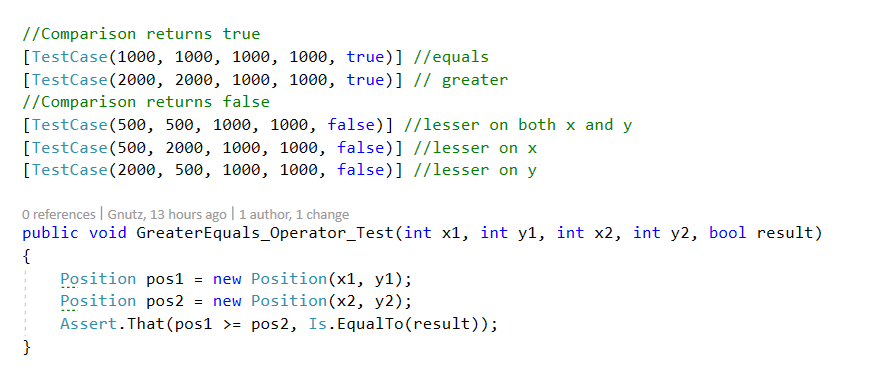 //Comparison returns true
[TestCase(1000, 1000, 1000, 1000, true)] //equals
[TestCase(2000, 2000, 1000, 1000, true)] // greater
//Comparison returns false
[TestCase(500, 500, 1000, 1000, false)] //lesser on both x and y
[TestCase(500, 2000, 1000, 1000, false)] //lesser on x
[TestCase(2000, 500, 1000, 1000, false)] //lesser on y
0 references | Gnutz, 13 hours ago | 1 author, 1 change
public void GreaterEquals_Operator_Test(int x1, int y1, int x2, int y2, bool result)
{
    Position pos1 = new Position(x1, y1);
    Position pos2 = new Position(x2, y2);
    Assert.That(pos1 >= pos2, Is.EqualTo(result));
}